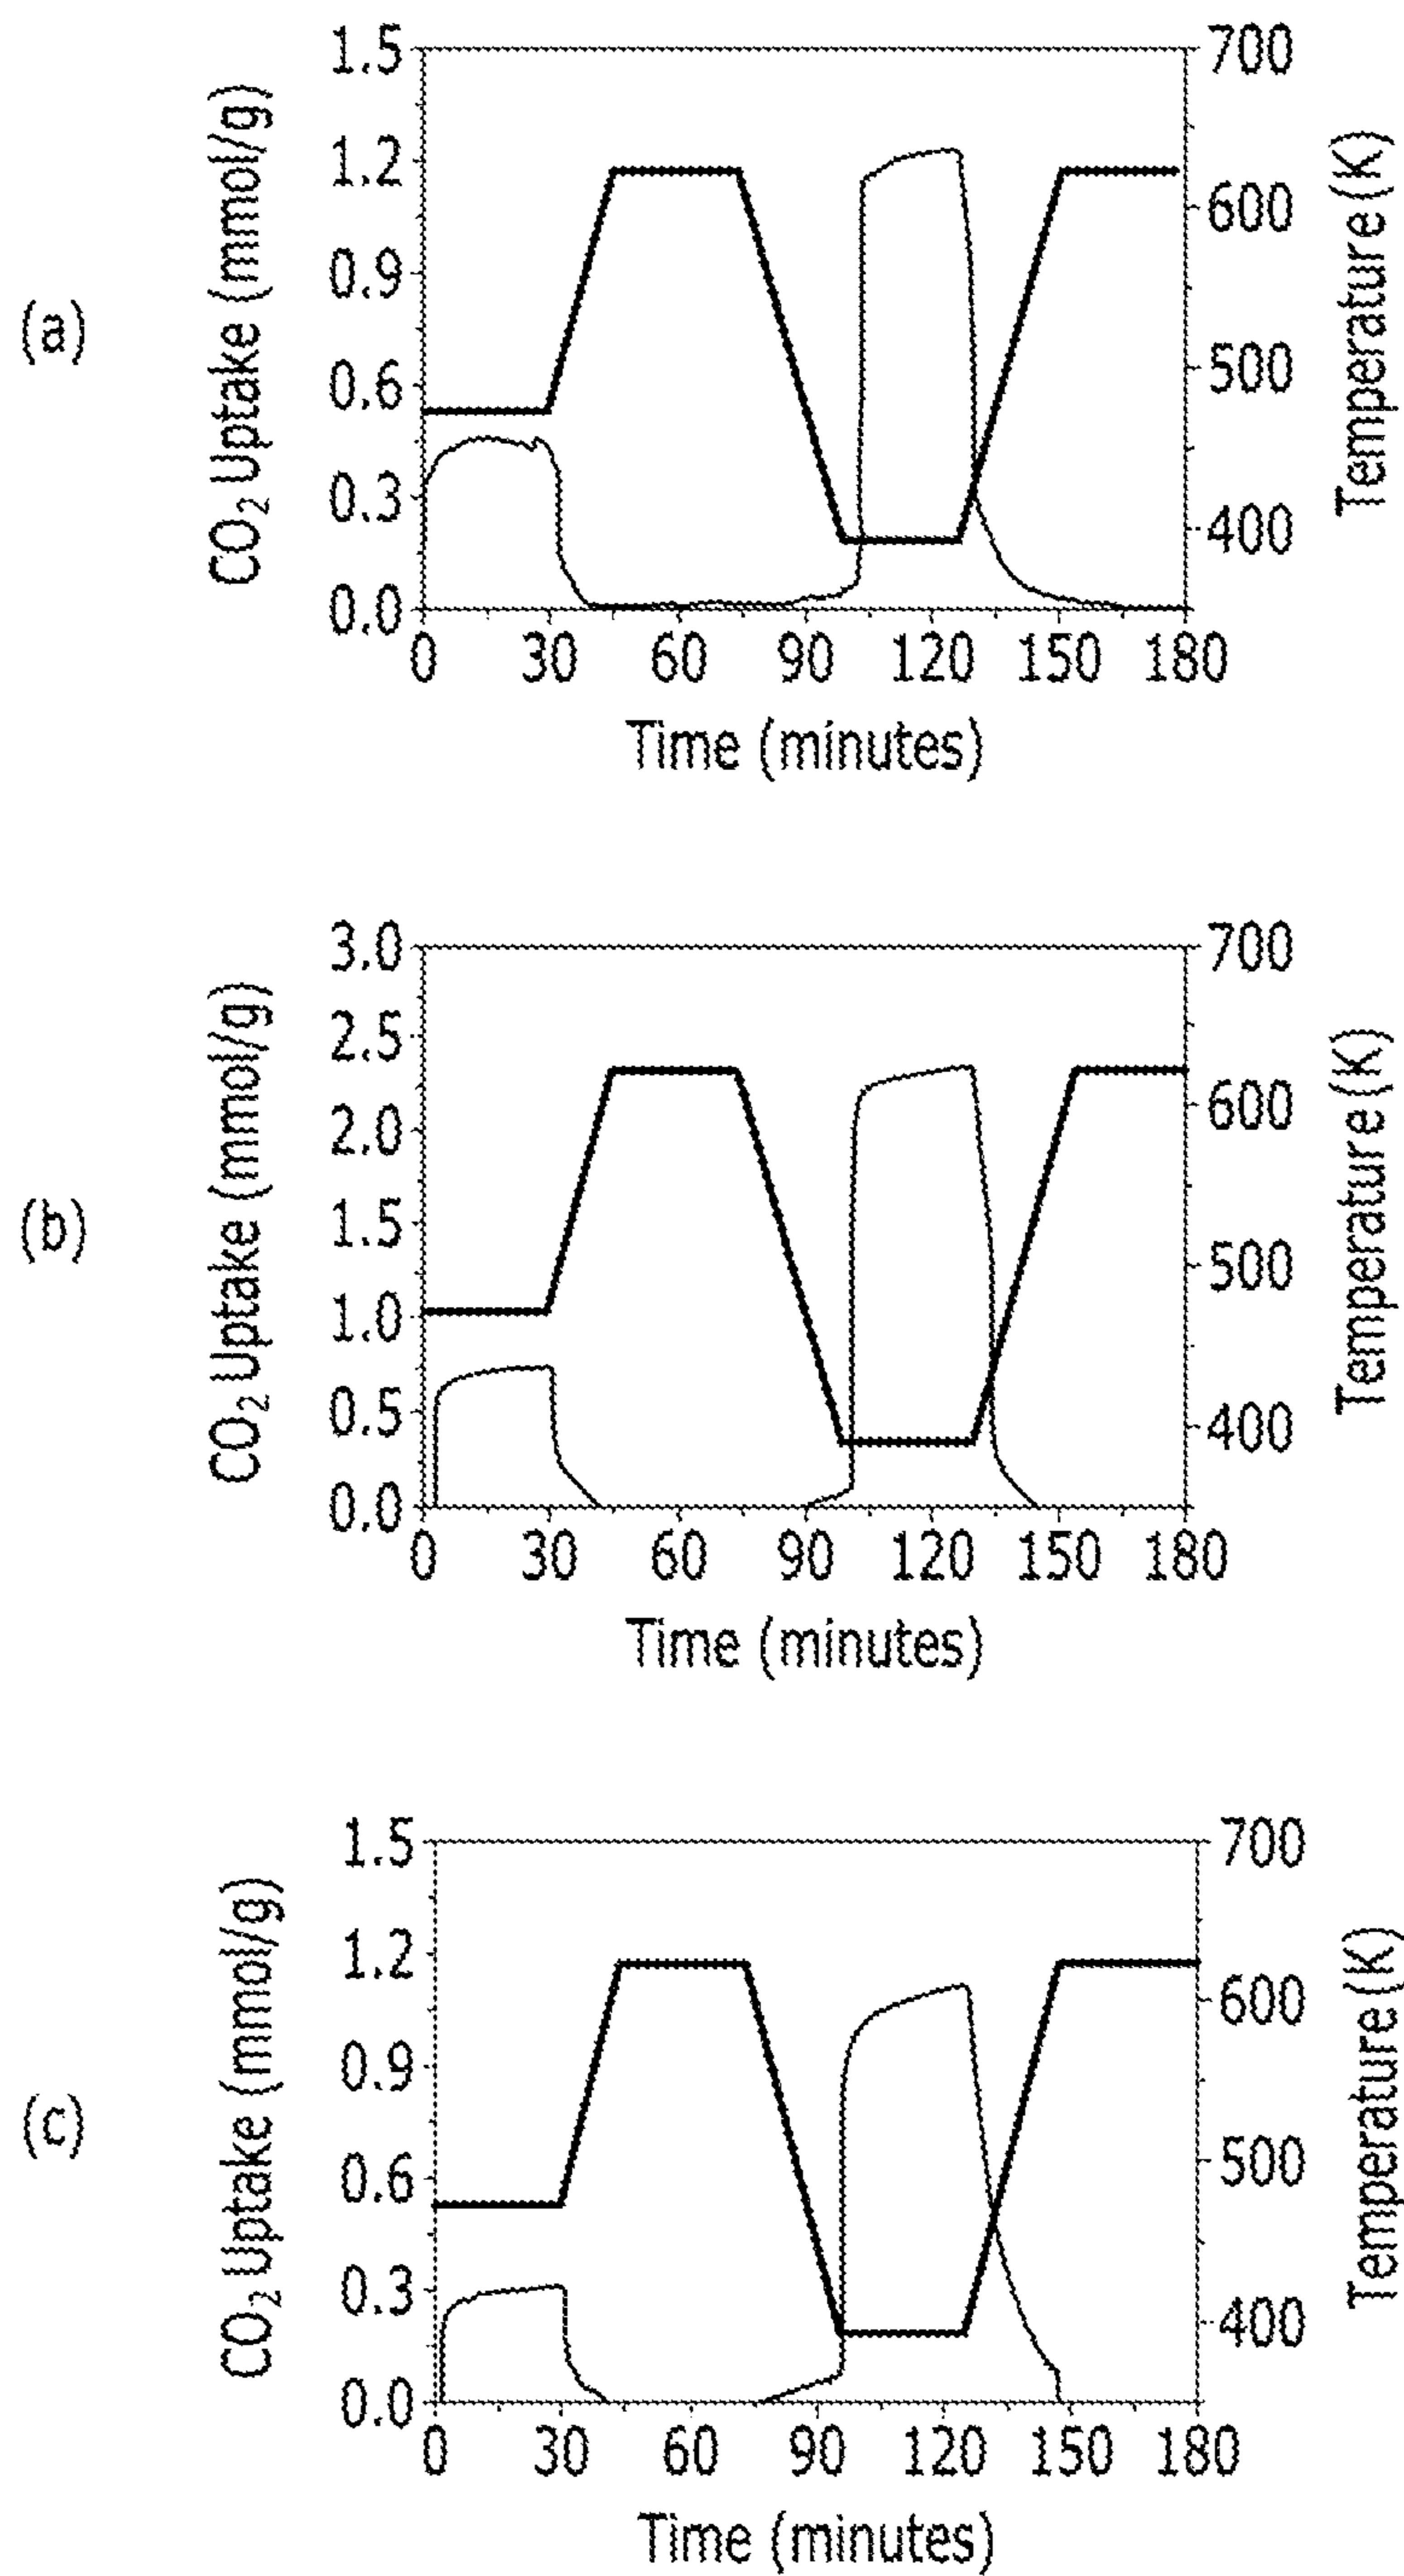 (a)
CO₂ Uptake (mmol/g)
1.5
1.2
0.9
0.6
0.3
0.0
700
600
500
400
Temperature (K)
0 30 60 90 120 150 180
Time (minutes)
(b)
CO₂ Uptake (mmol/g)
3.0
2.5
2.0
1.5
1.0
0.5
0.0
700
600
500
400
Temperature (K)
0 30 60 90 120 150 180
Time (minutes)
(c)
CO₂ Uptake (mmol/g)
1.5
1.2
0.9
0.6
0.3
0.0
700
600
500
400
Temperature (K)
0 30 60 90 120 150 180
Time (minutes)